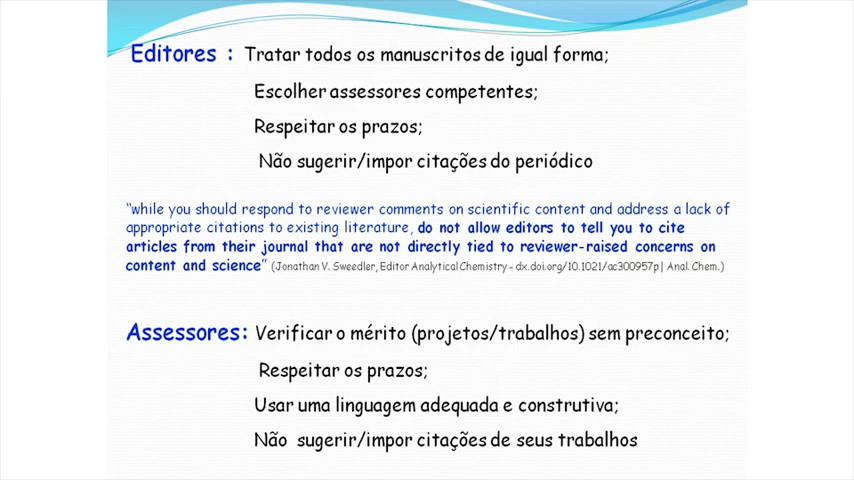 Editores : Tratar todos os manuscritos de igual forma;
Escolher assessores competentes;
Respeitar os prazos;
Não sugerir/impor citações do periódico
“while you should respond to reviewer comments on scientific content and address a lack of
appropriate citations to existing literature, do not allow editors to tell you to cite
articles from their journal that are not directly tied to reviewer-raised concerns on
content and science” (Jonathan V. Sweedler, Editor Analytical Chemistry – dx.doi.org/10.1021/ac300957p| Anal. Chem.)
Assessores: Verificar o mérito (projetos/trabalhos) sem preconceito;
Respeitar os prazos;
Usar uma linguagem adequada e construtiva;
Não sugerir/impor citações de seus trabalhos